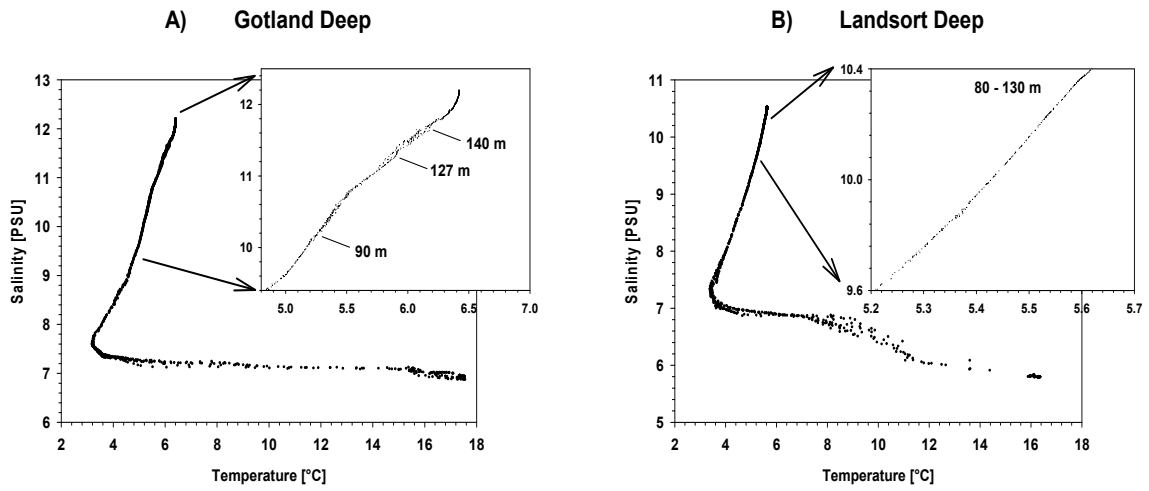 A) Gotland Deep
13
12
11
10
9
8
7
6
Salinity [PSU]
2 4 6 8 10 12 14 16 18
Temperature [°C]
12
11
10
5.0 5.5 6.0 6.5 7.0
140 m
127 m
90 m
B) Landsort Deep
11
10
9
8
7
6
5
Salinity [PSU]
2 4 6 8 10 12 14 16 18
Temperature [°C]
10.4
10.0
9.6
5.2 5.3 5.4 5.5 5.6 5.7
80 - 130 m